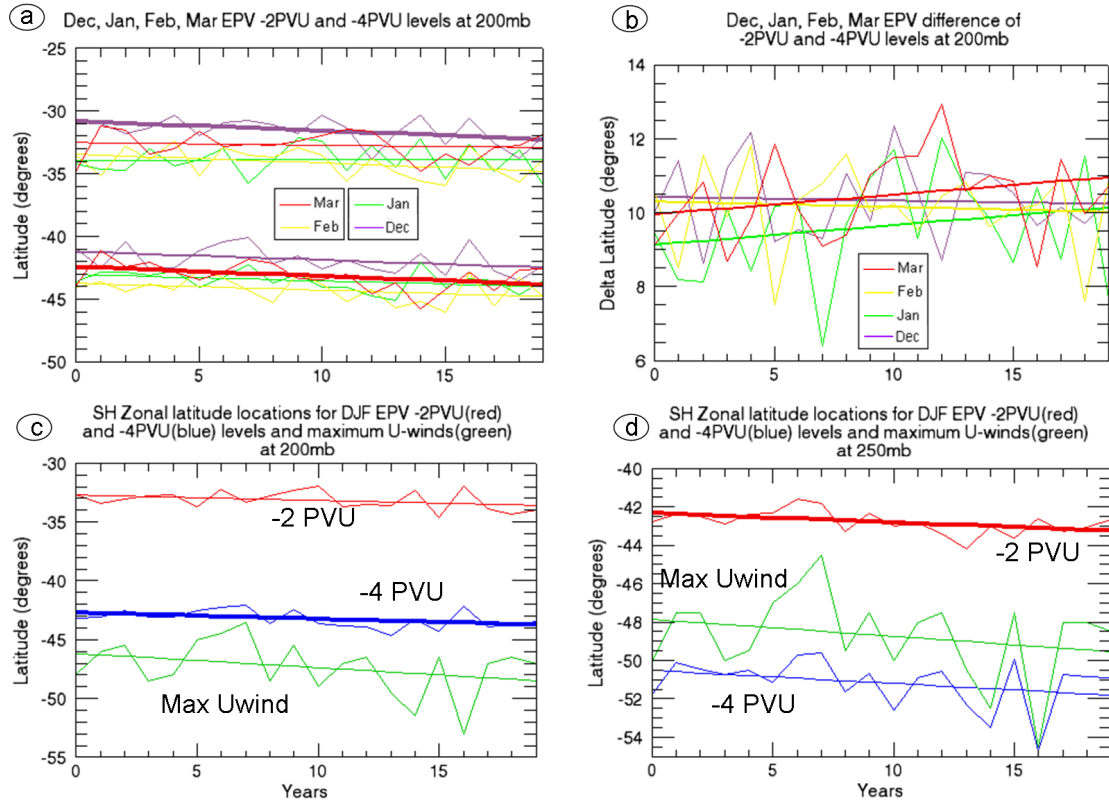 a
Dec, Jan, Feb, Mar EPV -2PVU and -4PVU levels at 200mb
-25
-30
-35
-40
-45
-50
Latitude (degrees)
Mar
Jan
Feb
Dec
0
5
10
15
b
Dec, Jan, Feb, Mar EPV difference of
-2PVU and -4PVU levels at 200mb
14
12
10
8
6
Delta Latitude (degrees)
Mar
Feb
Jan
Dec
0
5
10
15
c
SH Zonal latitude locations for DJF EPV -2PVU(red)
and -4PVU(blue) levels and maximum U-winds(green)
at 200mb
-30
-35
-40
-45
-50
-55
Latitude (degrees)
-2 PVU
-4 PVU
Max Uwind
0
5
10
15
Years
d
SH Zonal latitude locations for DJF EPV -2PVU(red)
and -4PVU(blue) levels and maximum U-winds(green)
at 250mb
-40
-42
-44
-46
-48
-50
-52
-54
Latitude (degrees)
-2 PVU
Max Uwind
-4 PVU
0
5
10
15
Years